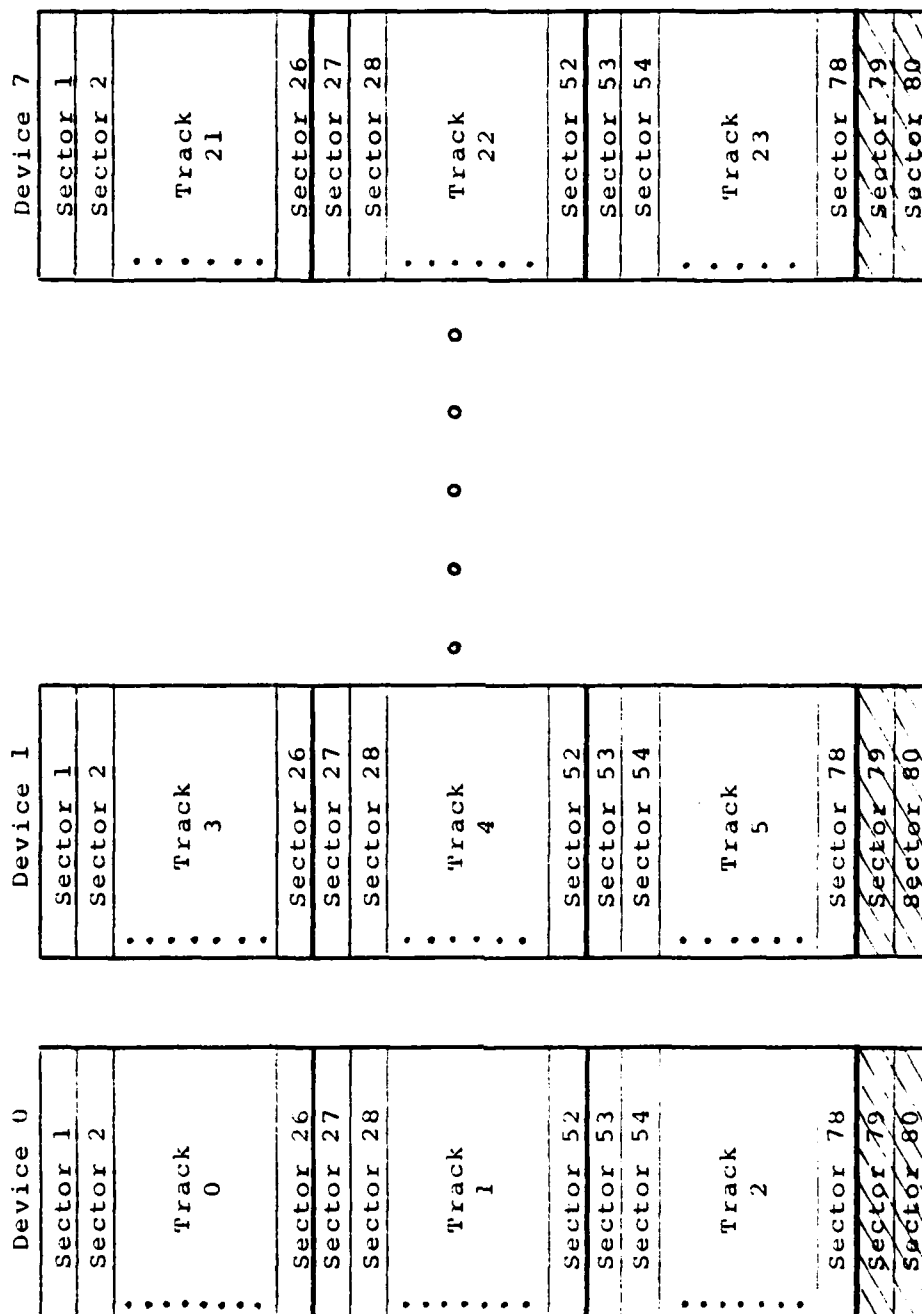 Device 0
Sector 1
Sector 2
Track
0
Sector 26
Sector 27
Sector 28
Track
1
Sector 52
Sector 53
Sector 54
Track
2
Sector 78
Sector 79
Sector 80
Device 1
Sector 1
Sector 2
Track
3
Sector 26
Sector 27
Sector 28
Track
4
Sector 52
Sector 53
Sector 54
Track
5
Sector 78
Sector 79
Sector 80
Device 7
Sector 1
Sector 2
Track
21
Sector 26
Sector 27
Sector 28
Track
22
Sector 52
Sector 53
Sector 54
Track
23
Sector 78
Sector 79
Sector 80